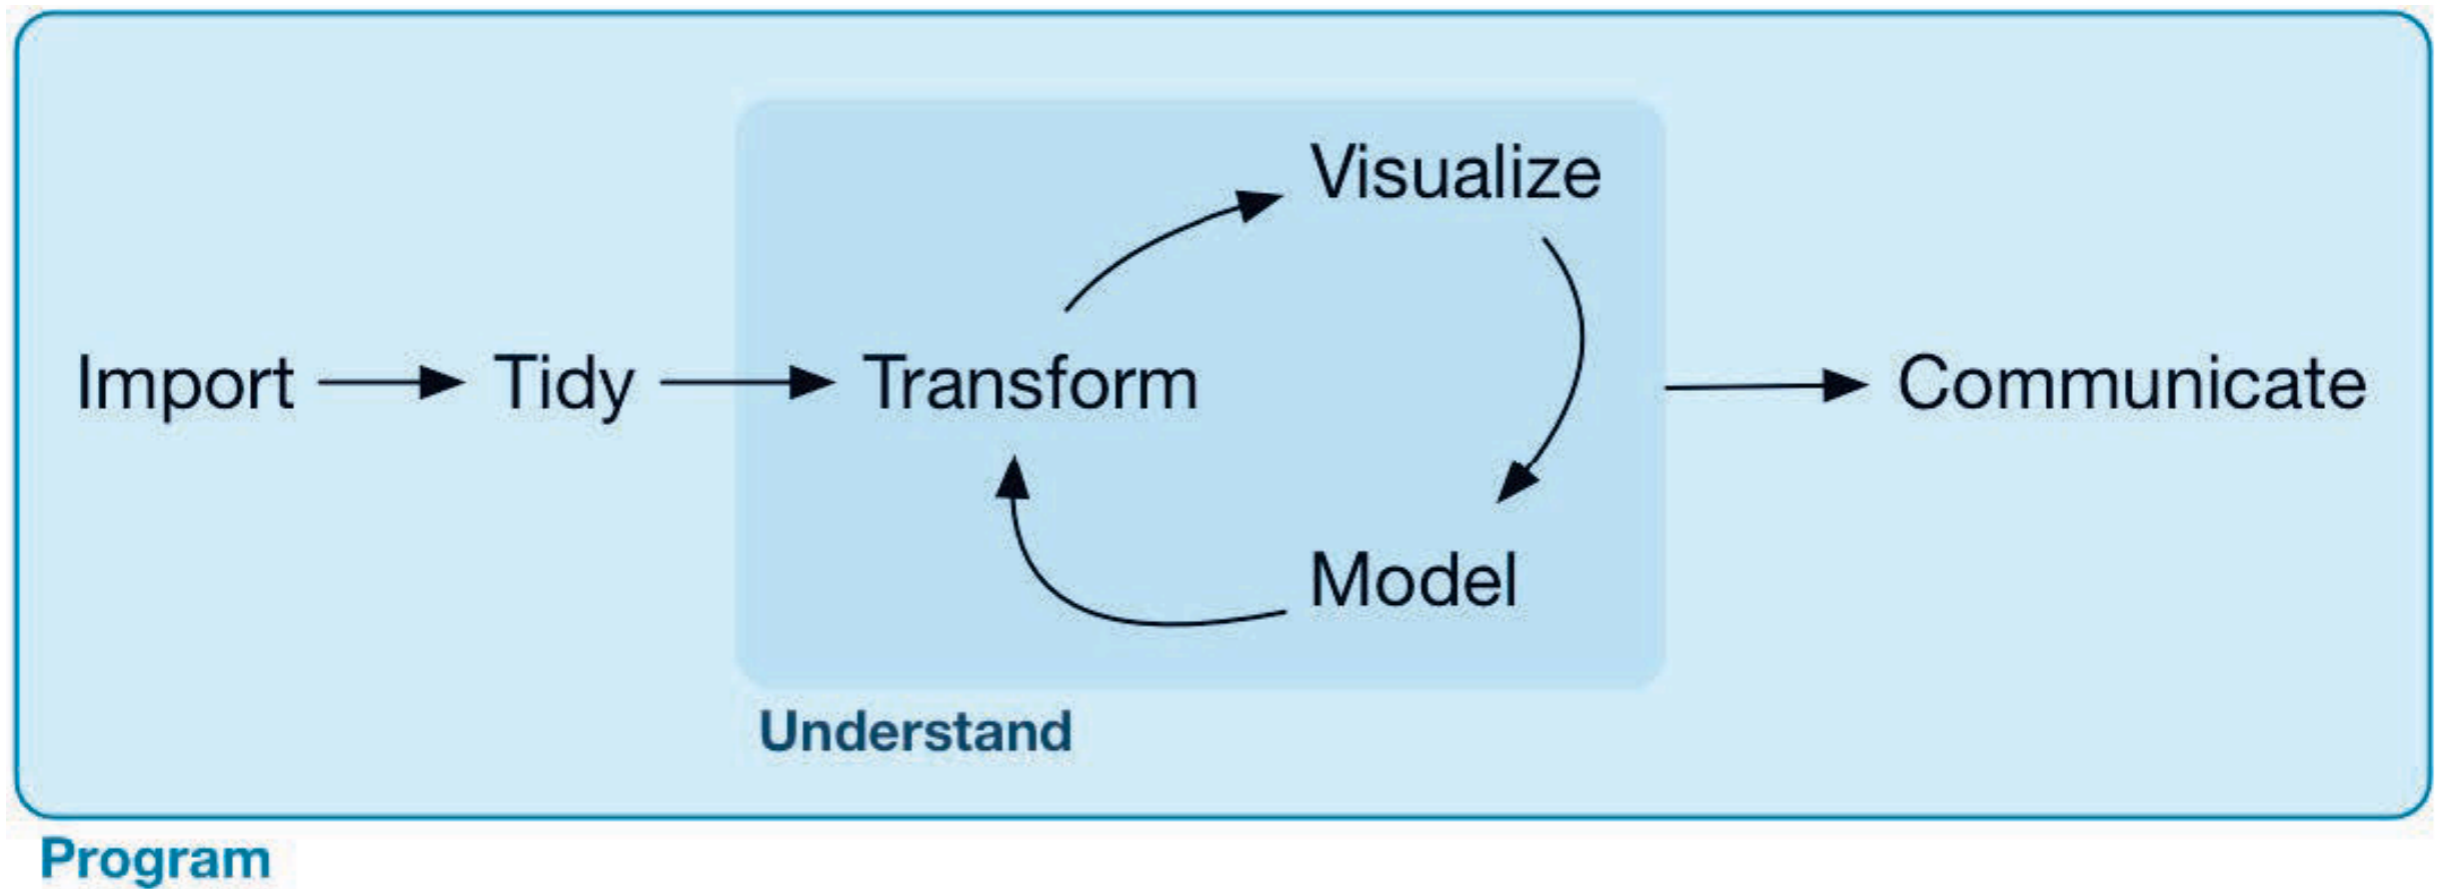 Visualize
Import Tidy Transform Communicate
Model
Understand
Program